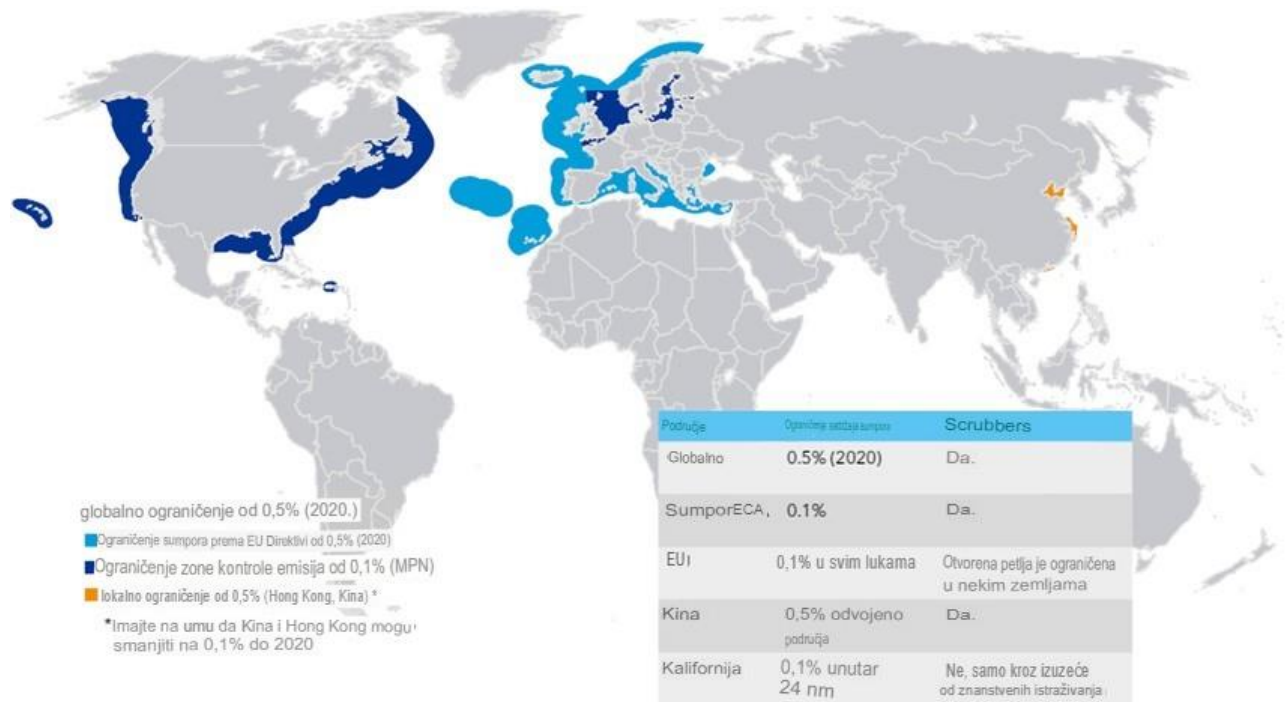 globalno ograničenje od 0,5% (2020.)
Ograničenje sumpora prema EU Direktivi od 0,5% (2020)
Ograničenje zone kontrole emisija od 0,1% (MPN)
lokalno ograničenje od 0,5% (Hong Kong, Kina) *
*Imajte na umu da Kina i Hong Kong mogu
smanjiti na 0,1% do 2020
Područje Ograničenje sadržaja sumpora Scrubbers
Globalno 0.5% (2020) Da.
SumporECA, 0.1% Da.
EU 0,1% u svim lukama Otvorena petlja je ograničena
u nekim zemljama
Kina 0,5% odvojeno Da.
područja
Kalifornija 0,1% unutar Ne, samo kroz izuzeće
24 nm od znanstvenih istraživanja